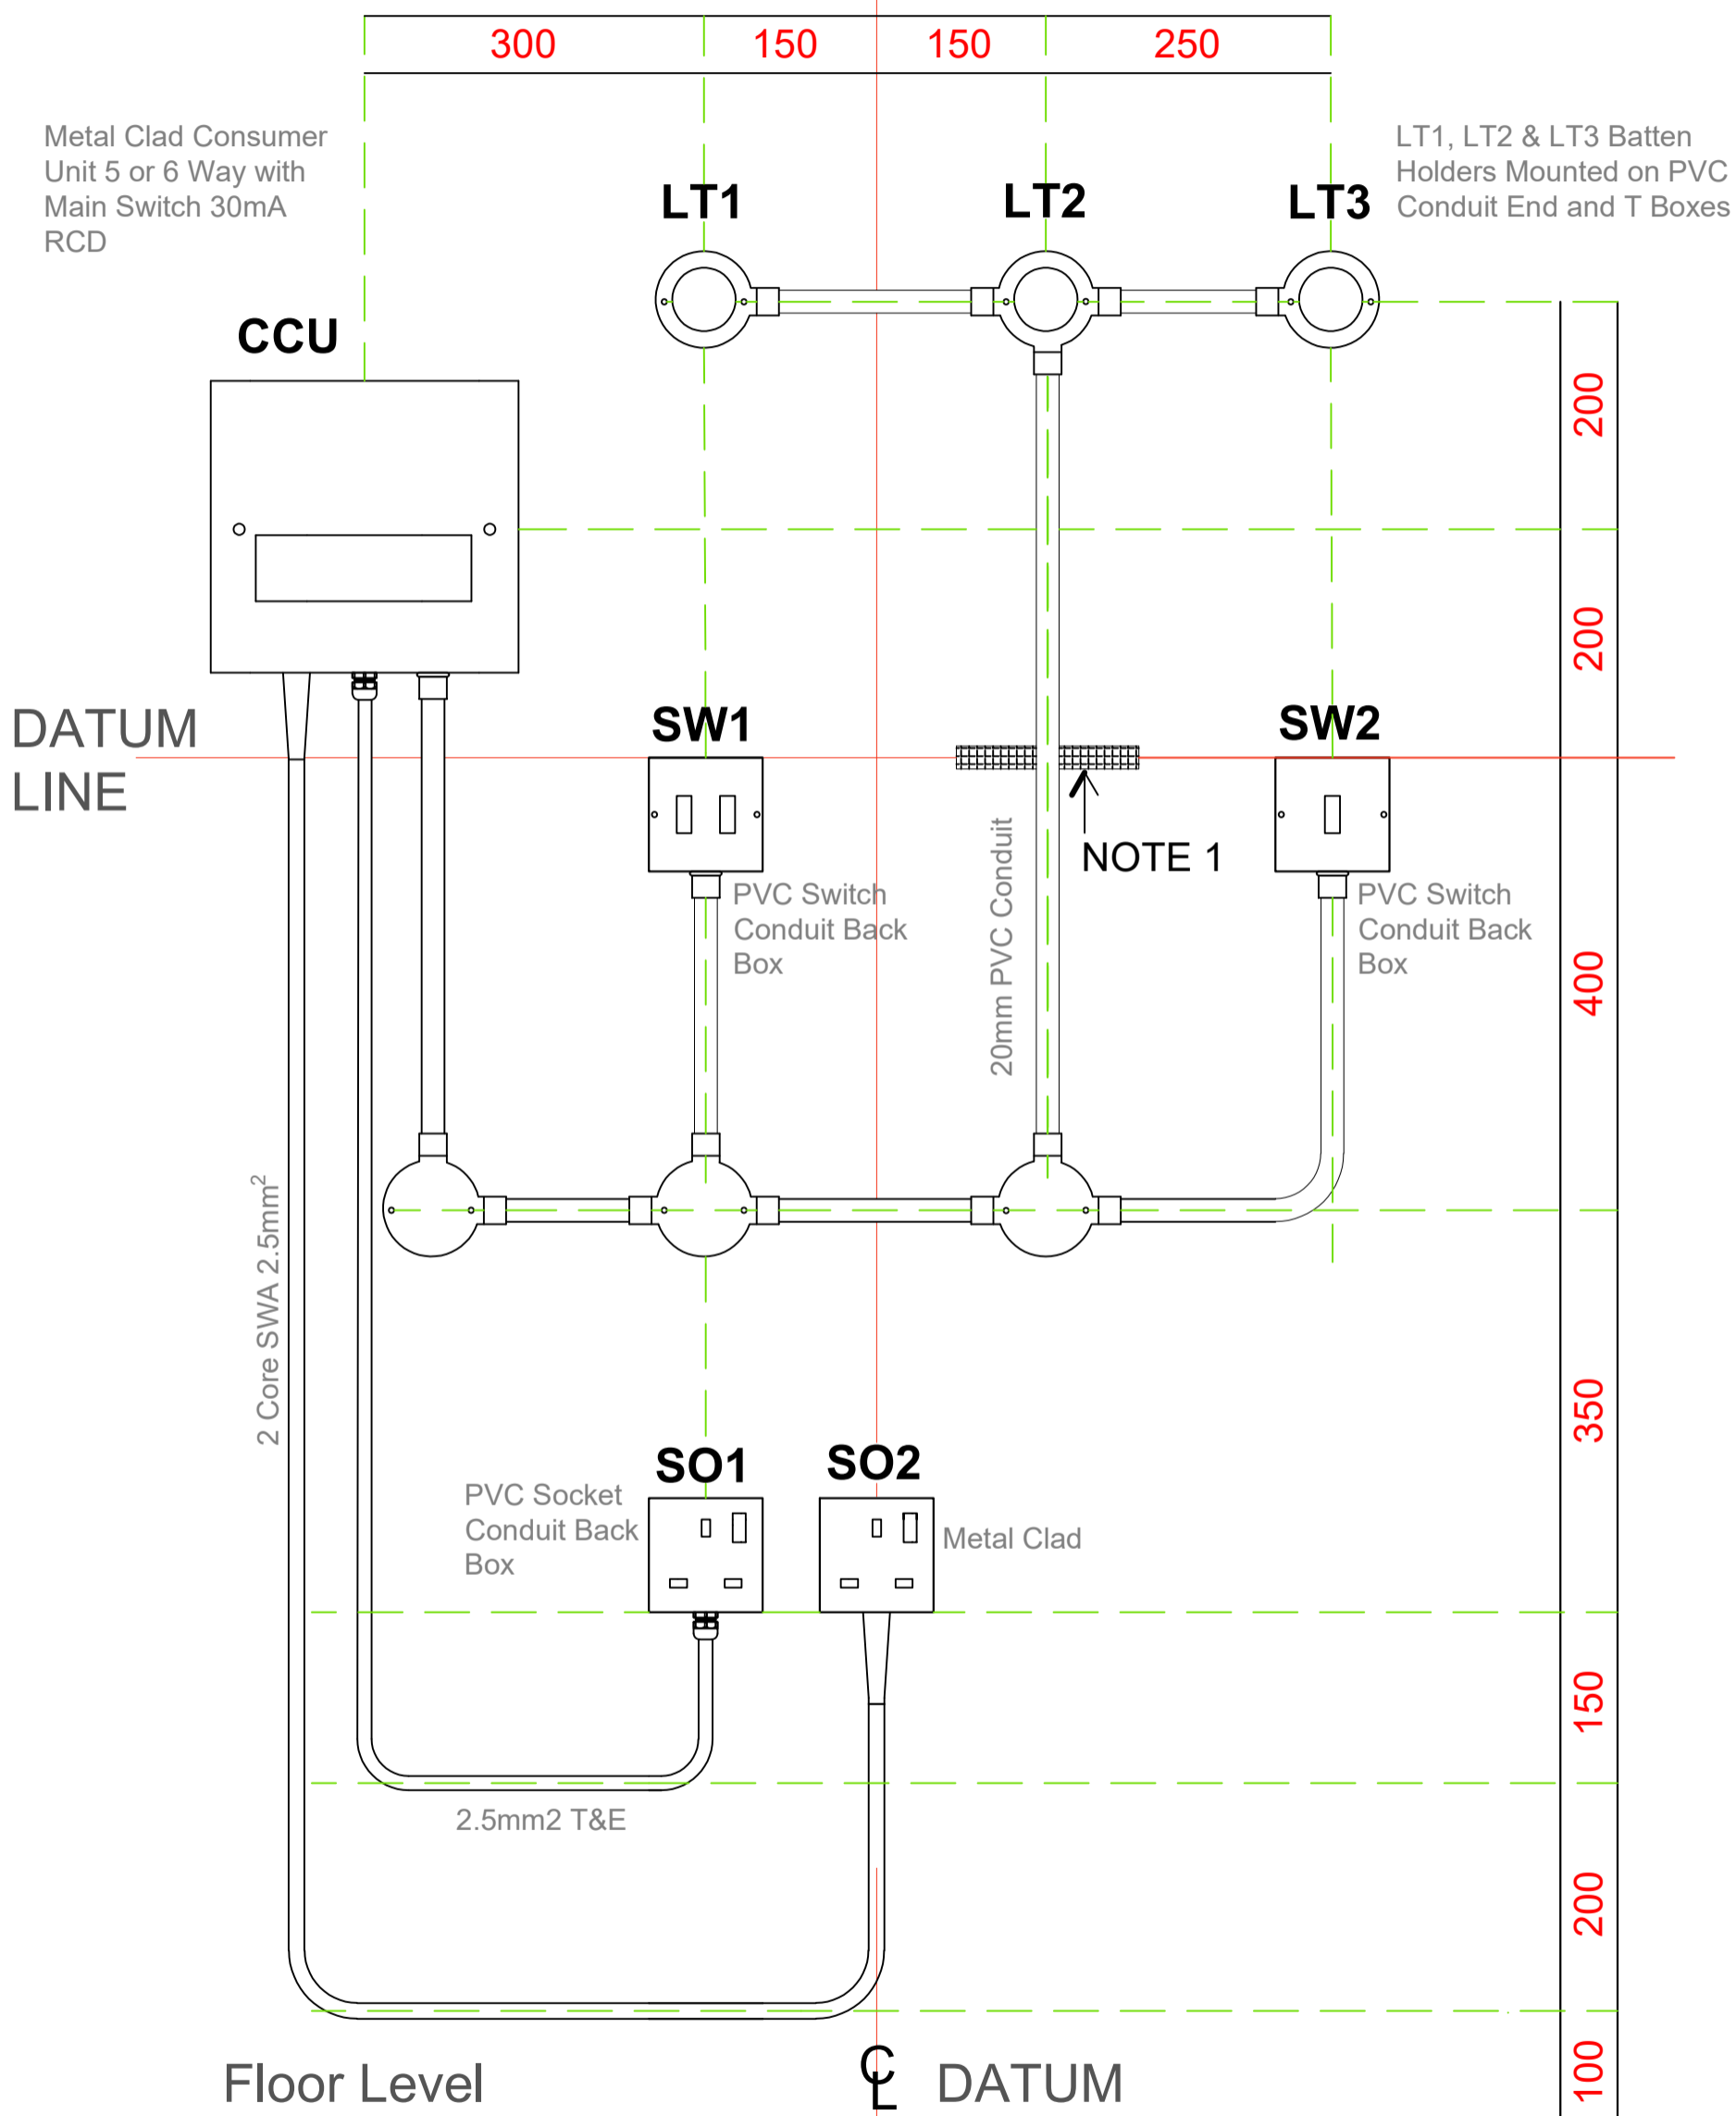 300 150 150 250
Metal Clad Consumer
Unit 5 or 6 Way with
Main Switch 30mA
RCD
LT1, LT2 & LT3 Batten
Holders Mounted on PVC
Conduit End and T Boxes
LT1
LT2
LT3
CCU
200
200
DATUM
LINE
SW1
SW2
NOTE 1
PVC Switch
Conduit Back
Box
20mm PVC Conduit
PVC Switch
Conduit Back
Box
400
2 Core SWA 2.5mm²
350
SO1
SO2
PVC Socket
Conduit Back
Box
Metal Clad
150
2.5mm2 T&E
200
Floor Level
CL DATUM
100